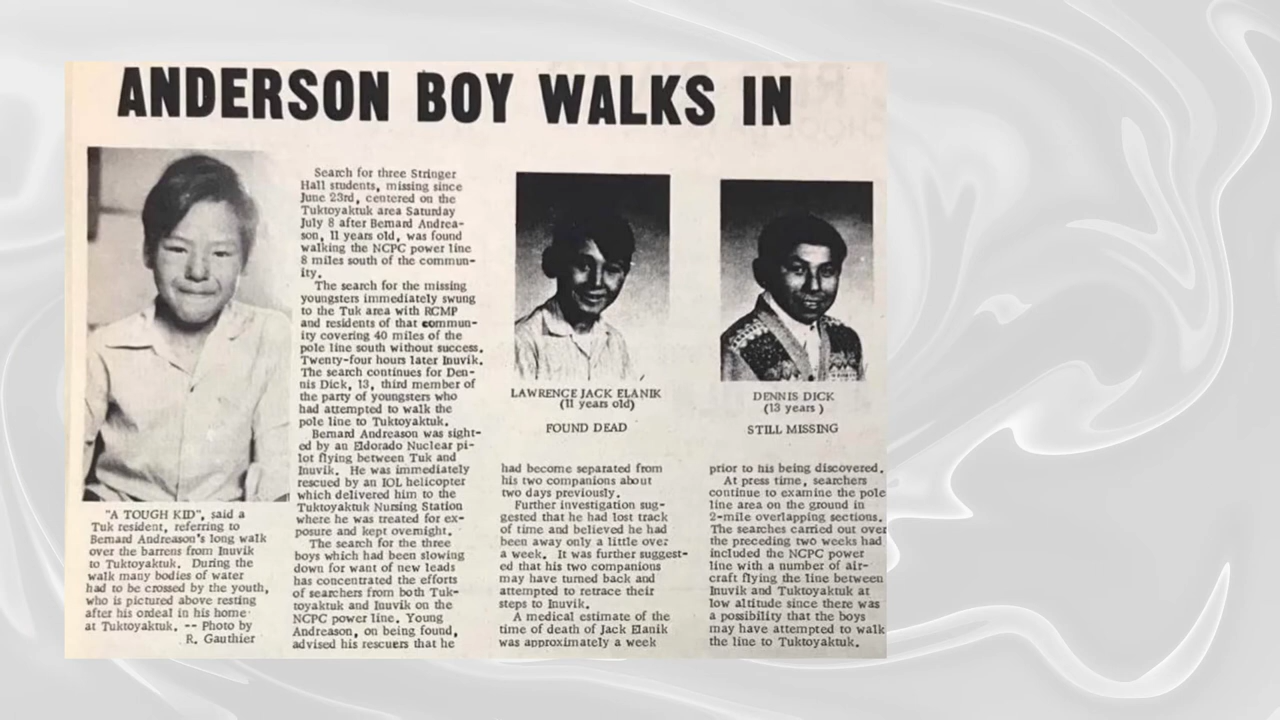 ANDERSON BOY WALKS IN
"A TOUGH KID", said a
Tuk resident, referring to
Bernard Andreason's long walk
over the barrens from Inuvik
to Tuktoyaktuk. During the
walk many bodies of water
had to be crossed by the youth,
who is pictured above resting
after his ordeal in his home
at Tuktoyaktuk. -- Photo by
R. Gauthier
Search for three Stringer
Hall students, missing since
June 23rd, centered on the
Tuktoyaktuk area Saturday
July 8 after Bernard Andrea-
son, 11 years old, was found
walking the NCPC power line
8 miles south of the commun-
ity.
The search for the missing
youngsters immediately swung
to the Tuk area with RCMP
and residents of that commun-
ity covering 40 miles of the
pole line south without success.
Twenty-four hours later Inuvik.
The search continues for Den-
nis Dick, 13, third member of
the party of youngsters who
had attempted to walk the
pole line to Tuktoyaktuk.
Bernard Andreason was sight-
ed by an Eldorado Nuclear pi-
lot flying between Tuk and
Inuvik. He was immediately
rescued by an IOL helicopter
which delivered him to the
Tuktoyaktuk Nursing Station
where he was treated for ex-
posure and kept overnight.
The search for the three
boys which had been slowing
down for want of new leads
has concentrated the efforts
of searchers from both Tuk-
toyaktuk and Inuvik on the
NCPC power line. Young
Andreason, on being found,
advised his rescuers that he
LAWRENCE JACK ELANIK
(11 years old)
FOUND DEAD
had become separated from
his two companions about
two days previously.
Further investigation sug-
gested that he had lost track
of time and believed he had
been away only a little over
a week. It was further suggest-
ed that his two companions
may have turned back and
attempted to retrace their
steps to Inuvik.
A medical estimate of the
time of death of Jack Elanik
was approximately a week
DENNIS DICK
(13 years )
STILL MISSING
prior to his being discovered.
At press time, searchers
continue to examine the pole
line area on the ground in
2-mile overlapping sections.
The searches carried out over
the preceding two weeks had
included the NCPC power
line with a number of air-
craft flying the line between
Inuvik and Tuktoyaktuk at
low altitude since there was
a possibility that the boys
may have attempted to walk
the line to Tuktoyaktuk.